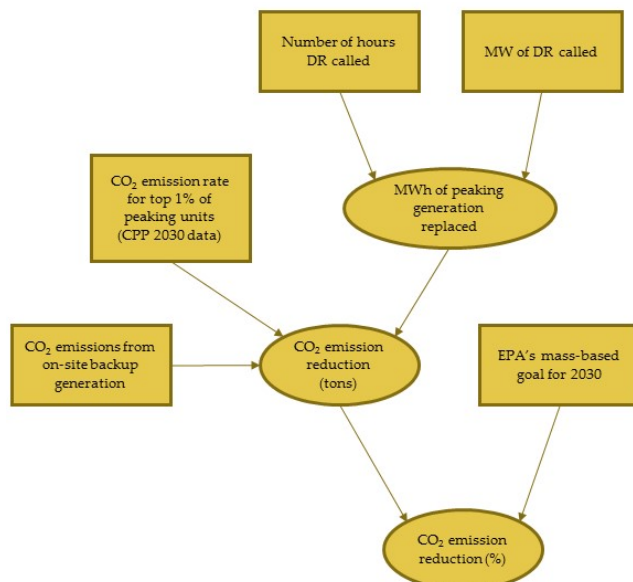 Number of hours
DR called
MW of DR called
CO₂ emission rate
for top 1% of
peaking units
(CPP 2030 data)
MWh of peaking
generation
replaced
CO₂ emissions from
on-site backup
generation
CO₂ emission
reduction
(tons)
EPA's mass-based
goal for 2030
CO₂ emission
reduction (%)